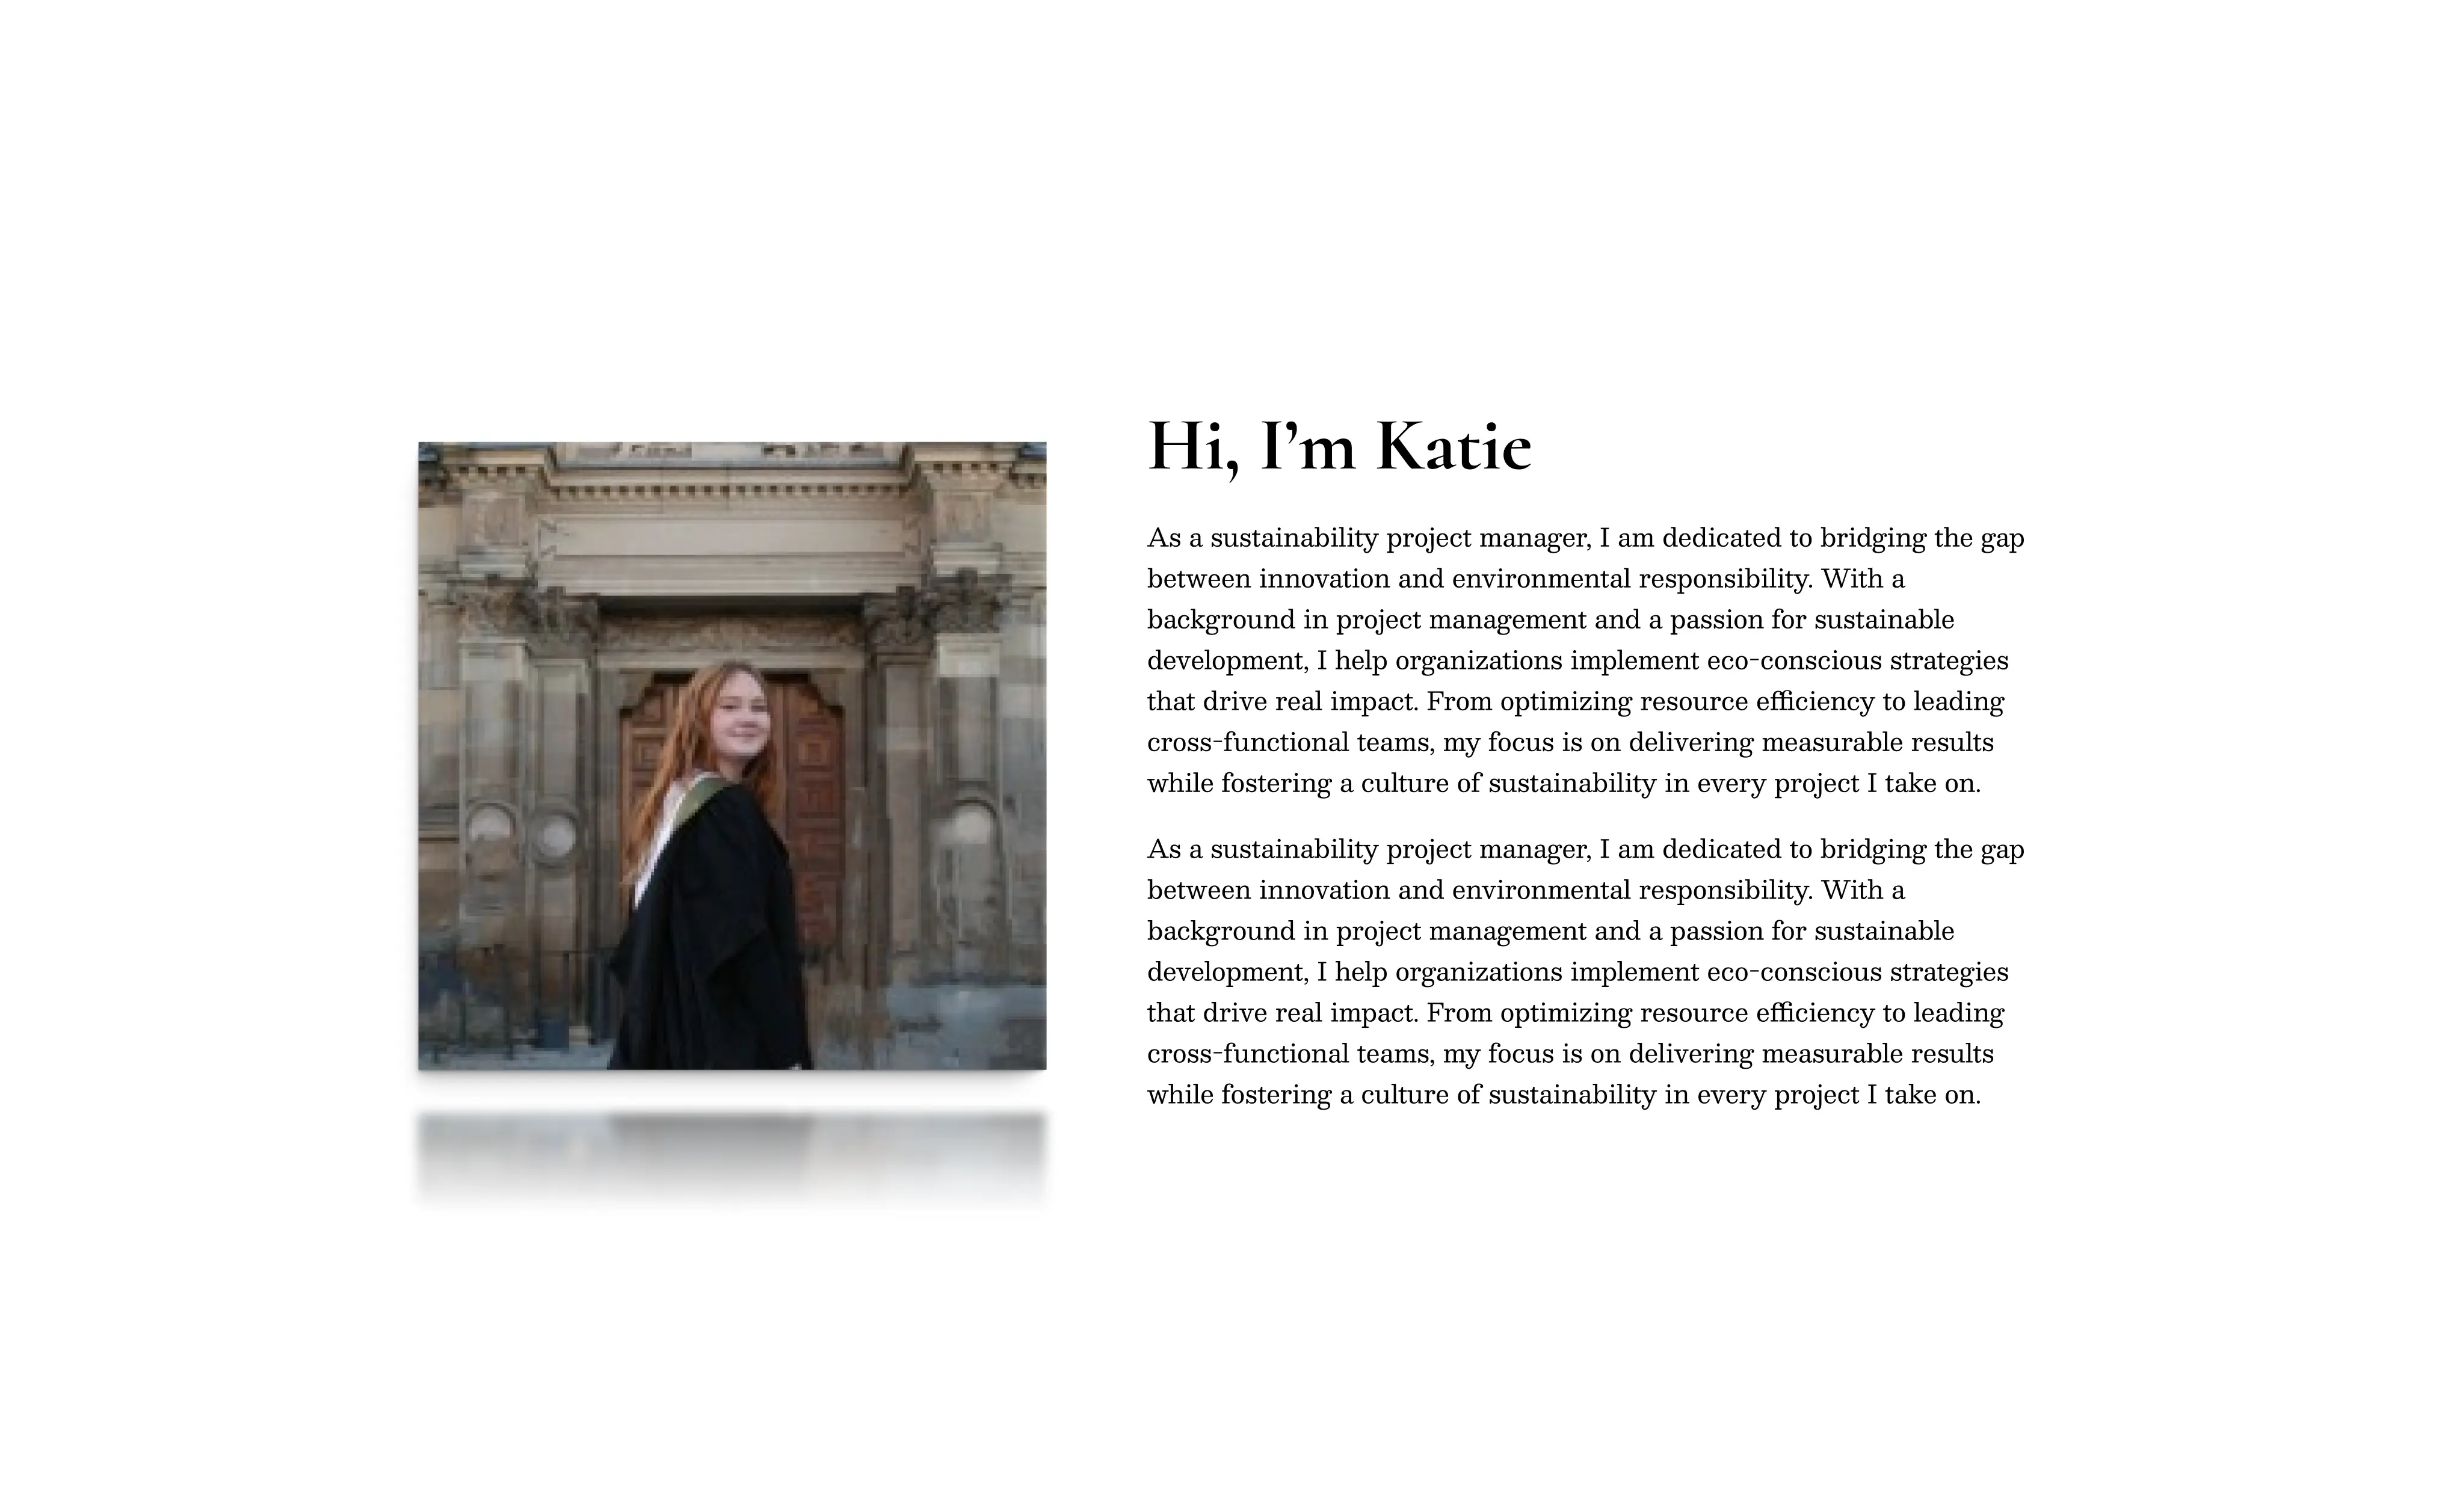 Hi, I’m Katie
As a sustainability project manager, I am dedicated to bridging the gap
between innovation and environmental responsibility. With a
background in project management and a passion for sustainable
development, I help organizations implement eco-conscious strategies
that drive real impact. From optimizing resource efficiency to leading
cross-functional teams, my focus is on delivering measurable results
while fostering a culture of sustainability in every project I take on.
As a sustainability project manager, I am dedicated to bridging the gap
between innovation and environmental responsibility. With a
background in project management and a passion for sustainable
development, I help organizations implement eco-conscious strategies
that drive real impact. From optimizing resource efficiency to leading
cross-functional teams, my focus is on delivering measurable results
while fostering a culture of sustainability in every project I take on.